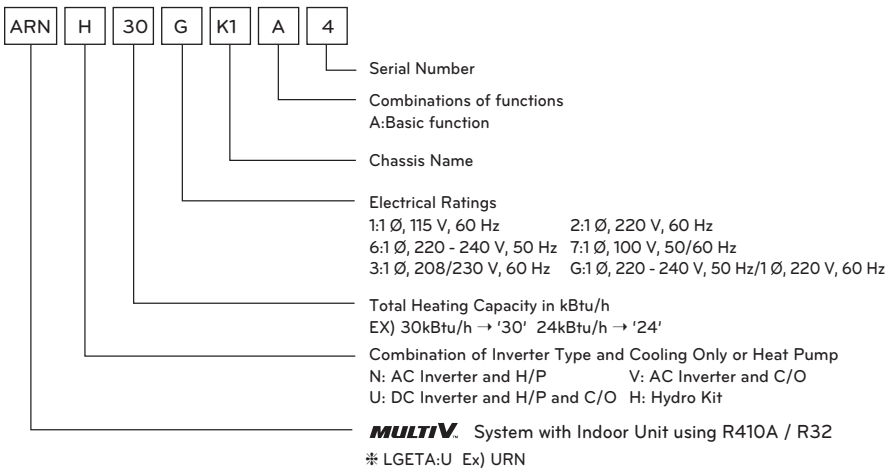 ARN H 30 G K1 A 4
Serial Number
Combinations of functions
A:Basic function
Chassis Name
Electrical Ratings
1:1 Ø, 115 V, 60 Hz 2:1 Ø, 220 V, 60 Hz
6:1 Ø, 220 - 240 V, 50 Hz 7:1 Ø, 100 V, 50/60 Hz
3:1 Ø, 208/230 V, 60 Hz G:1 Ø, 220 - 240 V, 50 Hz/1 Ø, 220 V, 60 Hz
Total Heating Capacity in kBtu/h
EX) 30kBtu/h → '30' 24kBtu/h → '24'
Combination of Inverter Type and Cooling Only or Heat Pump
N: AC Inverter and H/P V: AC Inverter and C/O
U: DC Inverter and H/P and C/O H: Hydro Kit
MULTI V™ System with Indoor Unit using R410A / R32
❈ LGETA:U Ex) URN